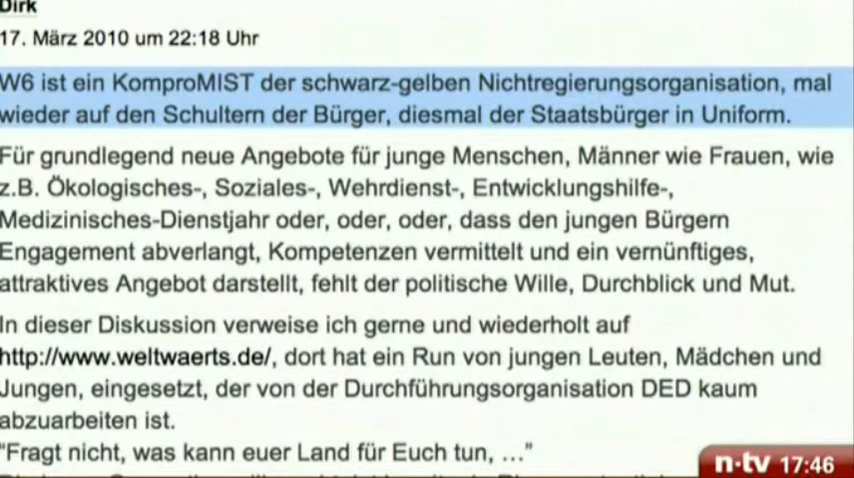 Dirk
17. März 2010 um 22:18 Uhr
W6 ist ein KomproMIST der schwarz-gelben Nichtregierungsorganisation, mal
wieder auf den Schultern der Bürger, diesmal der Staatsbürger in Uniform.
Für grundlegend neue Angebote für junge Menschen, Männer wie Frauen, wie
z.B. Ökologisches-, Soziales-, Wehrdienst-, Entwicklungshilfe-,
Medizinisches-Dienstjahr oder, oder, oder, dass den jungen Bürgern
Engagement abverlangt, Kompetenzen vermittelt und ein vernünftiges,
attraktives Angebot darstellt, fehlt der politische Wille, Durchblick und Mut.
In dieser Diskussion verweise ich gerne und wiederholt auf
http://www.weltwaerts.de/, dort hat ein Run von jungen Leuten, Mädchen und
Jungen, eingesetzt, der von der Durchführungsorganisation DED kaum
abzuarbeiten ist.
"Fragt nicht, was kann euer Land für Euch tun, ..."
n-tv 17:46